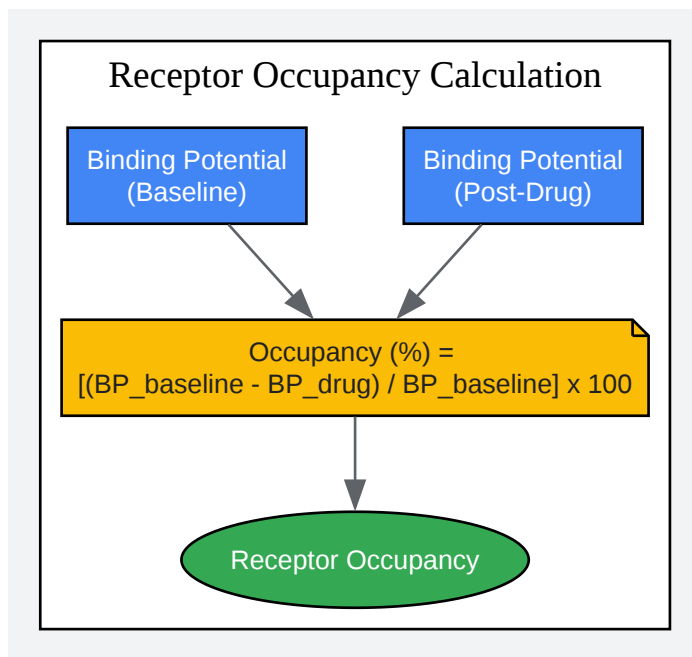 Receptor Occupancy Calculation
Binding Potential
(Baseline)
Binding Potential
(Post-Drug)
Occupancy (%) =
[(BP_baseline - BP_drug) / BP_baseline] x 100
Receptor Occupancy